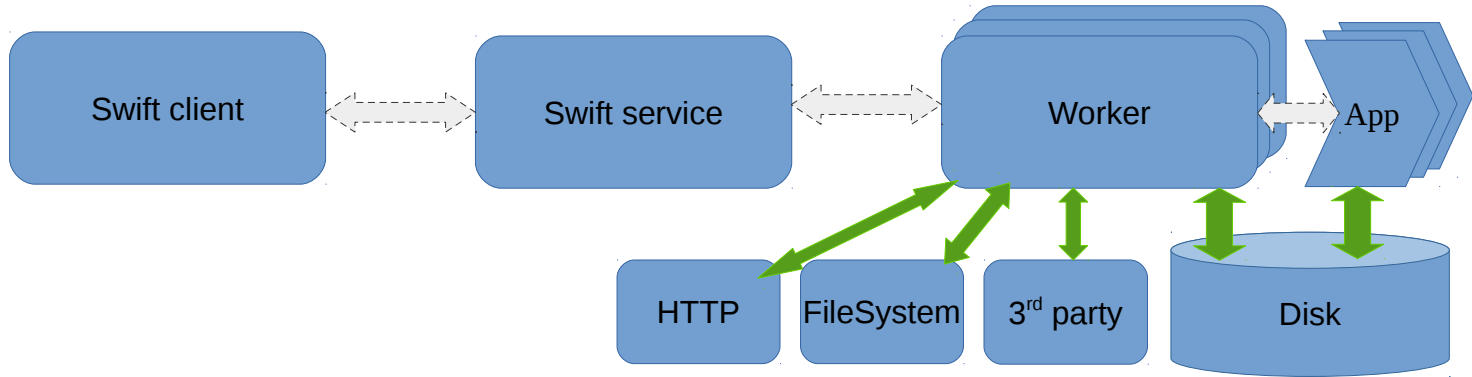 Swift client
Swift service
Worker
App
HTTP
FileSystem
3rd party
Disk